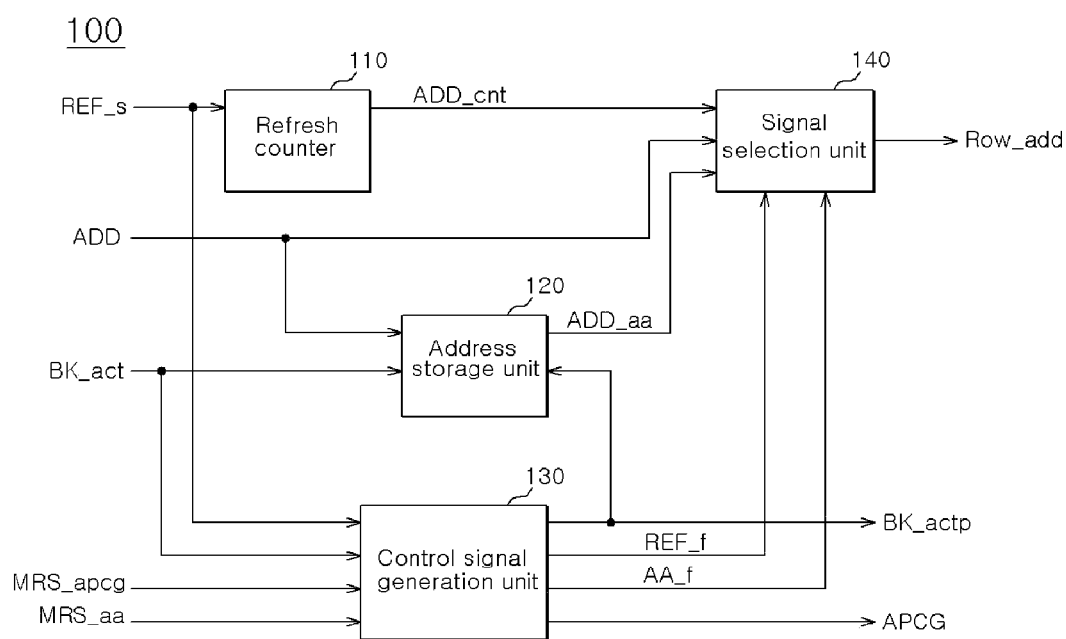 100
110
140
REF_s
ADD_cnt
Refresh
counter
Signal
selection unit
Row_add
ADD
120
ADD_aa
Address
storage unit
BK_act
130
BK_actp
REF_f
Control signal
generation unit
AA_f
MRS_apcg
MRS_aa
APCG